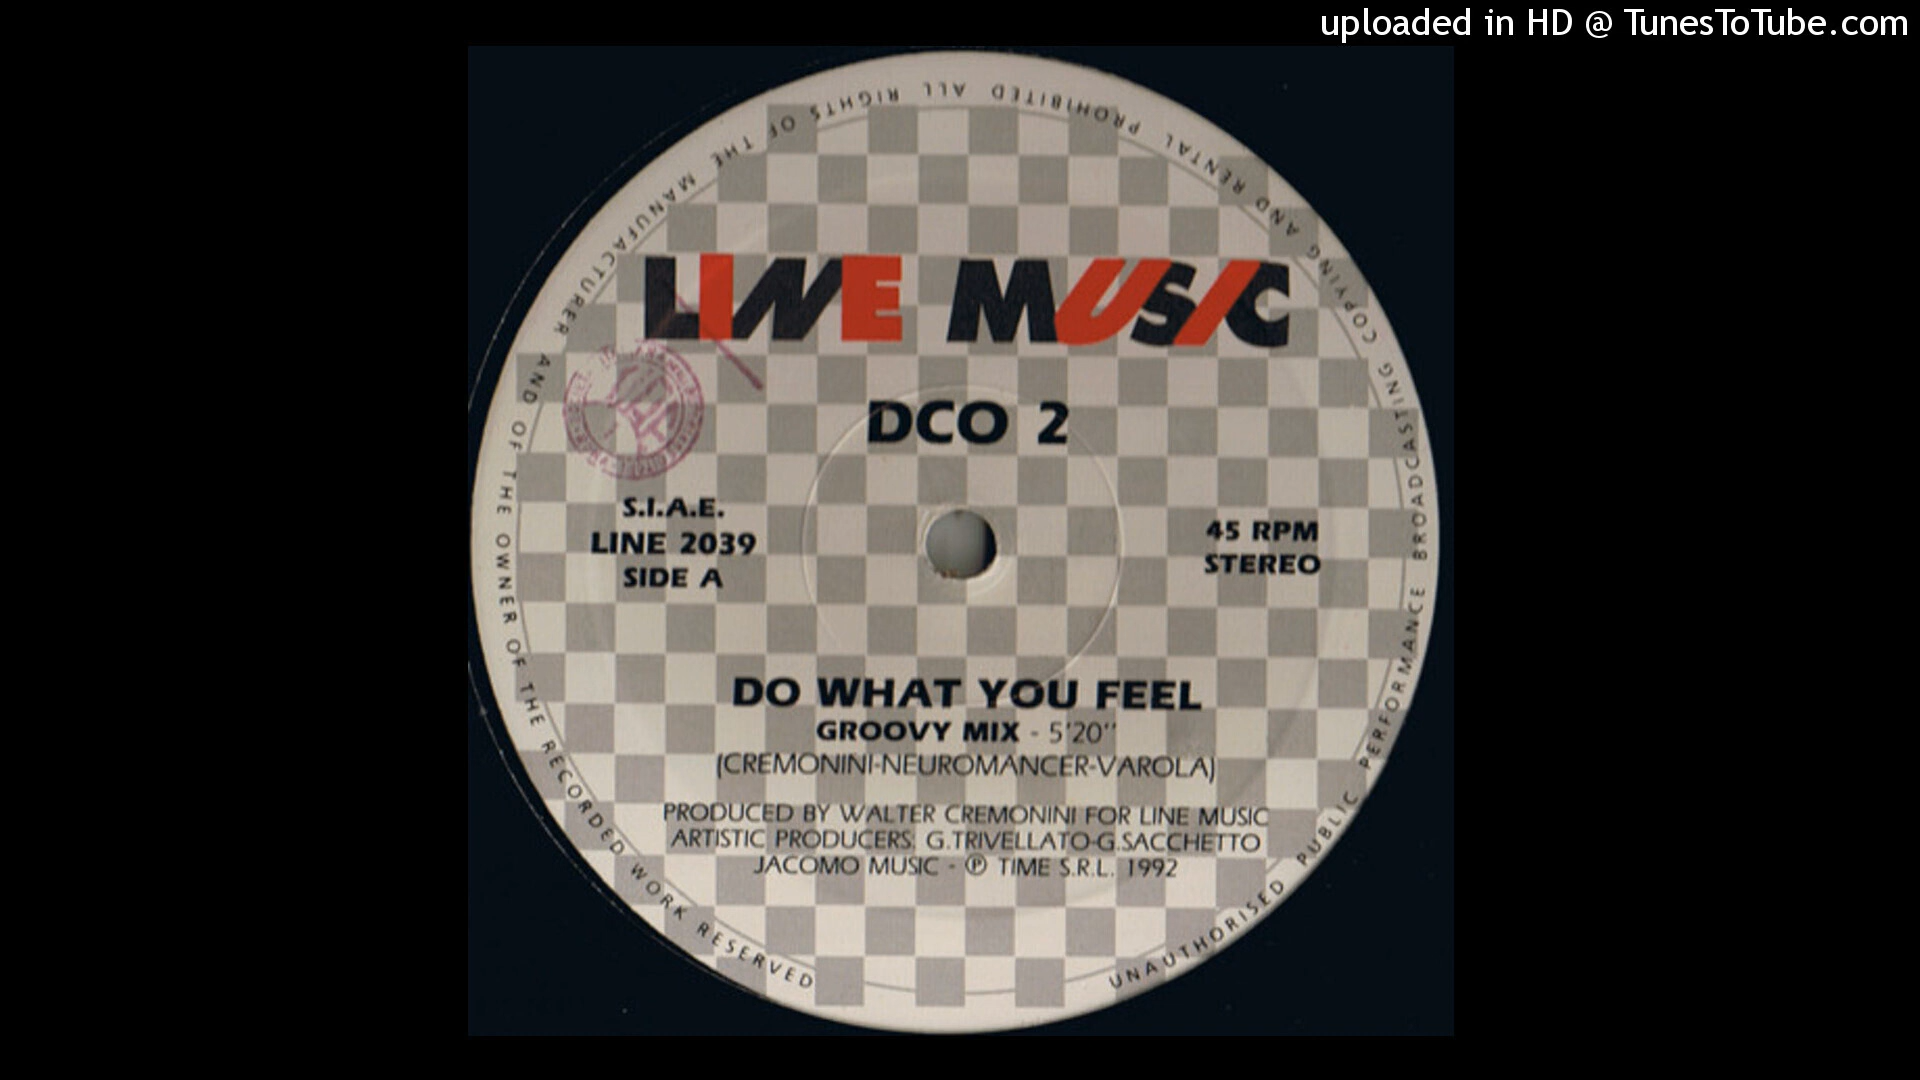 uploaded in HD @ TunesToTube.com
ALL RIGHTS OF THE MANUFACTURER AND OF THE OWNER OF THE RECORDED WORK RESERVED
UNAUTHORISED PUBLIC PERFORMANCE BROADCASTING COPYING AND RENTAL PROHIBITED
LINE MUSIC
DCO 2
S.I.A.E.
LINE 2039
SIDE A
45 RPM
STEREO
DO WHAT YOU FEEL
GROOVY MIX - 5'20''
(CREMONINI-NEUROMANCER-VAROLA)
PRODUCED BY WALTER CREMONINI FOR LINE MUSIC
ARTISTIC PRODUCERS: G.TRIVELLATO-G.SACCHETTO
JACOMO MUSIC - ℗ TIME S.R.L. 1992